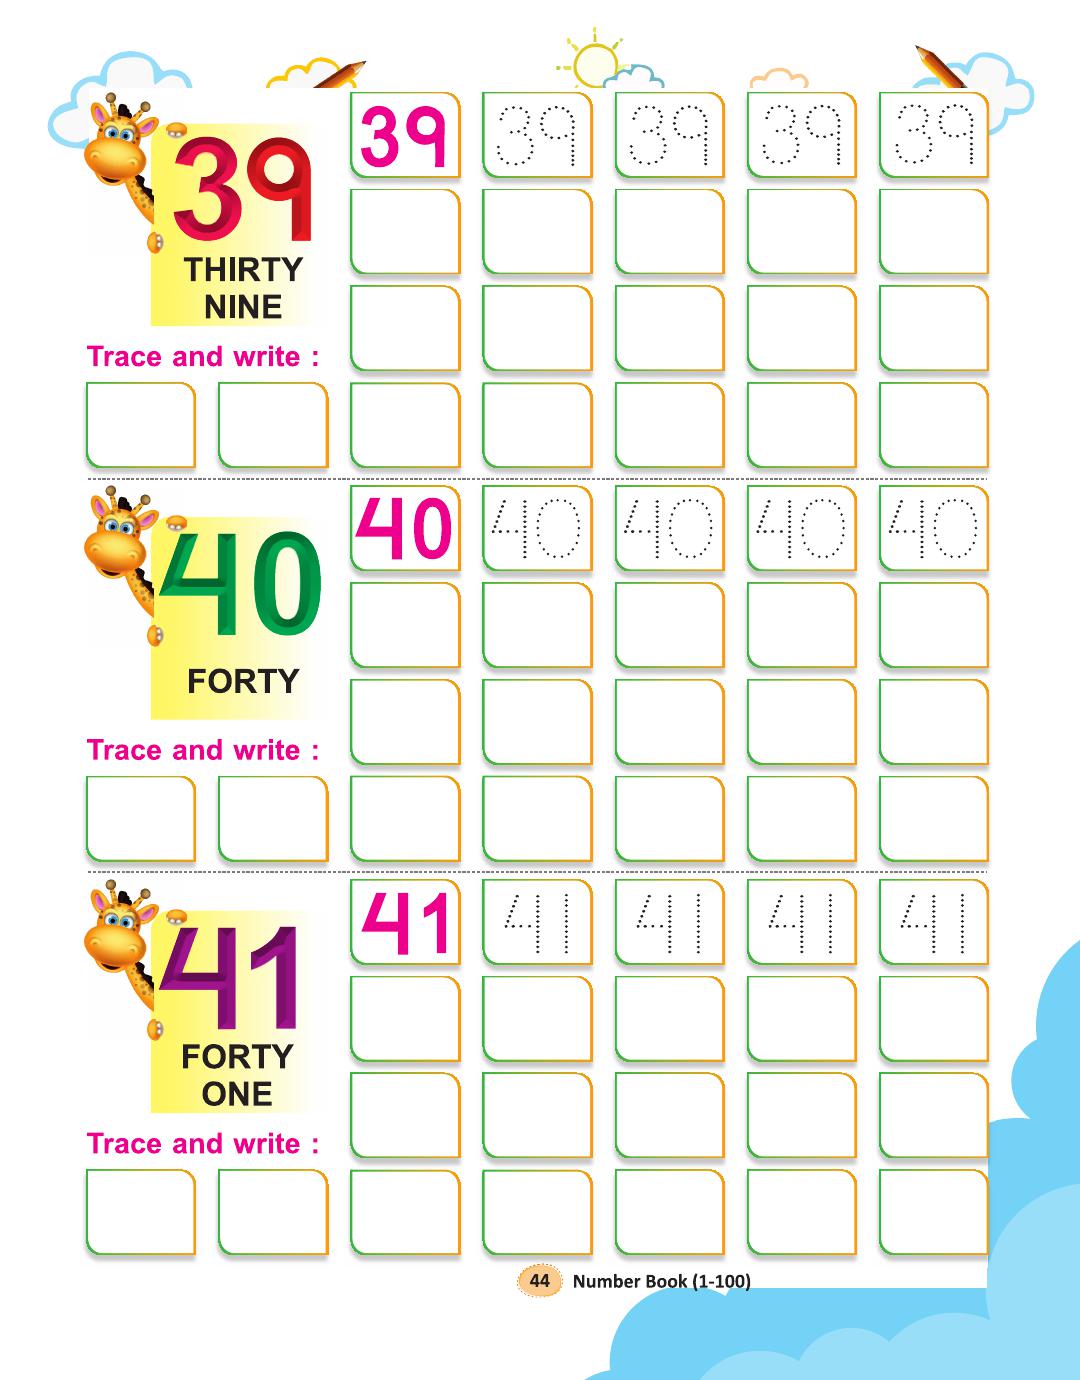 39 39 39 39 39
39
THIRTY
NINE
Trace and write :
40 40 40 40 40
40
FORTY
Trace and write :
41 41 41 41 41
41
FORTY
ONE
Trace and write :
44 Number Book (1-100)